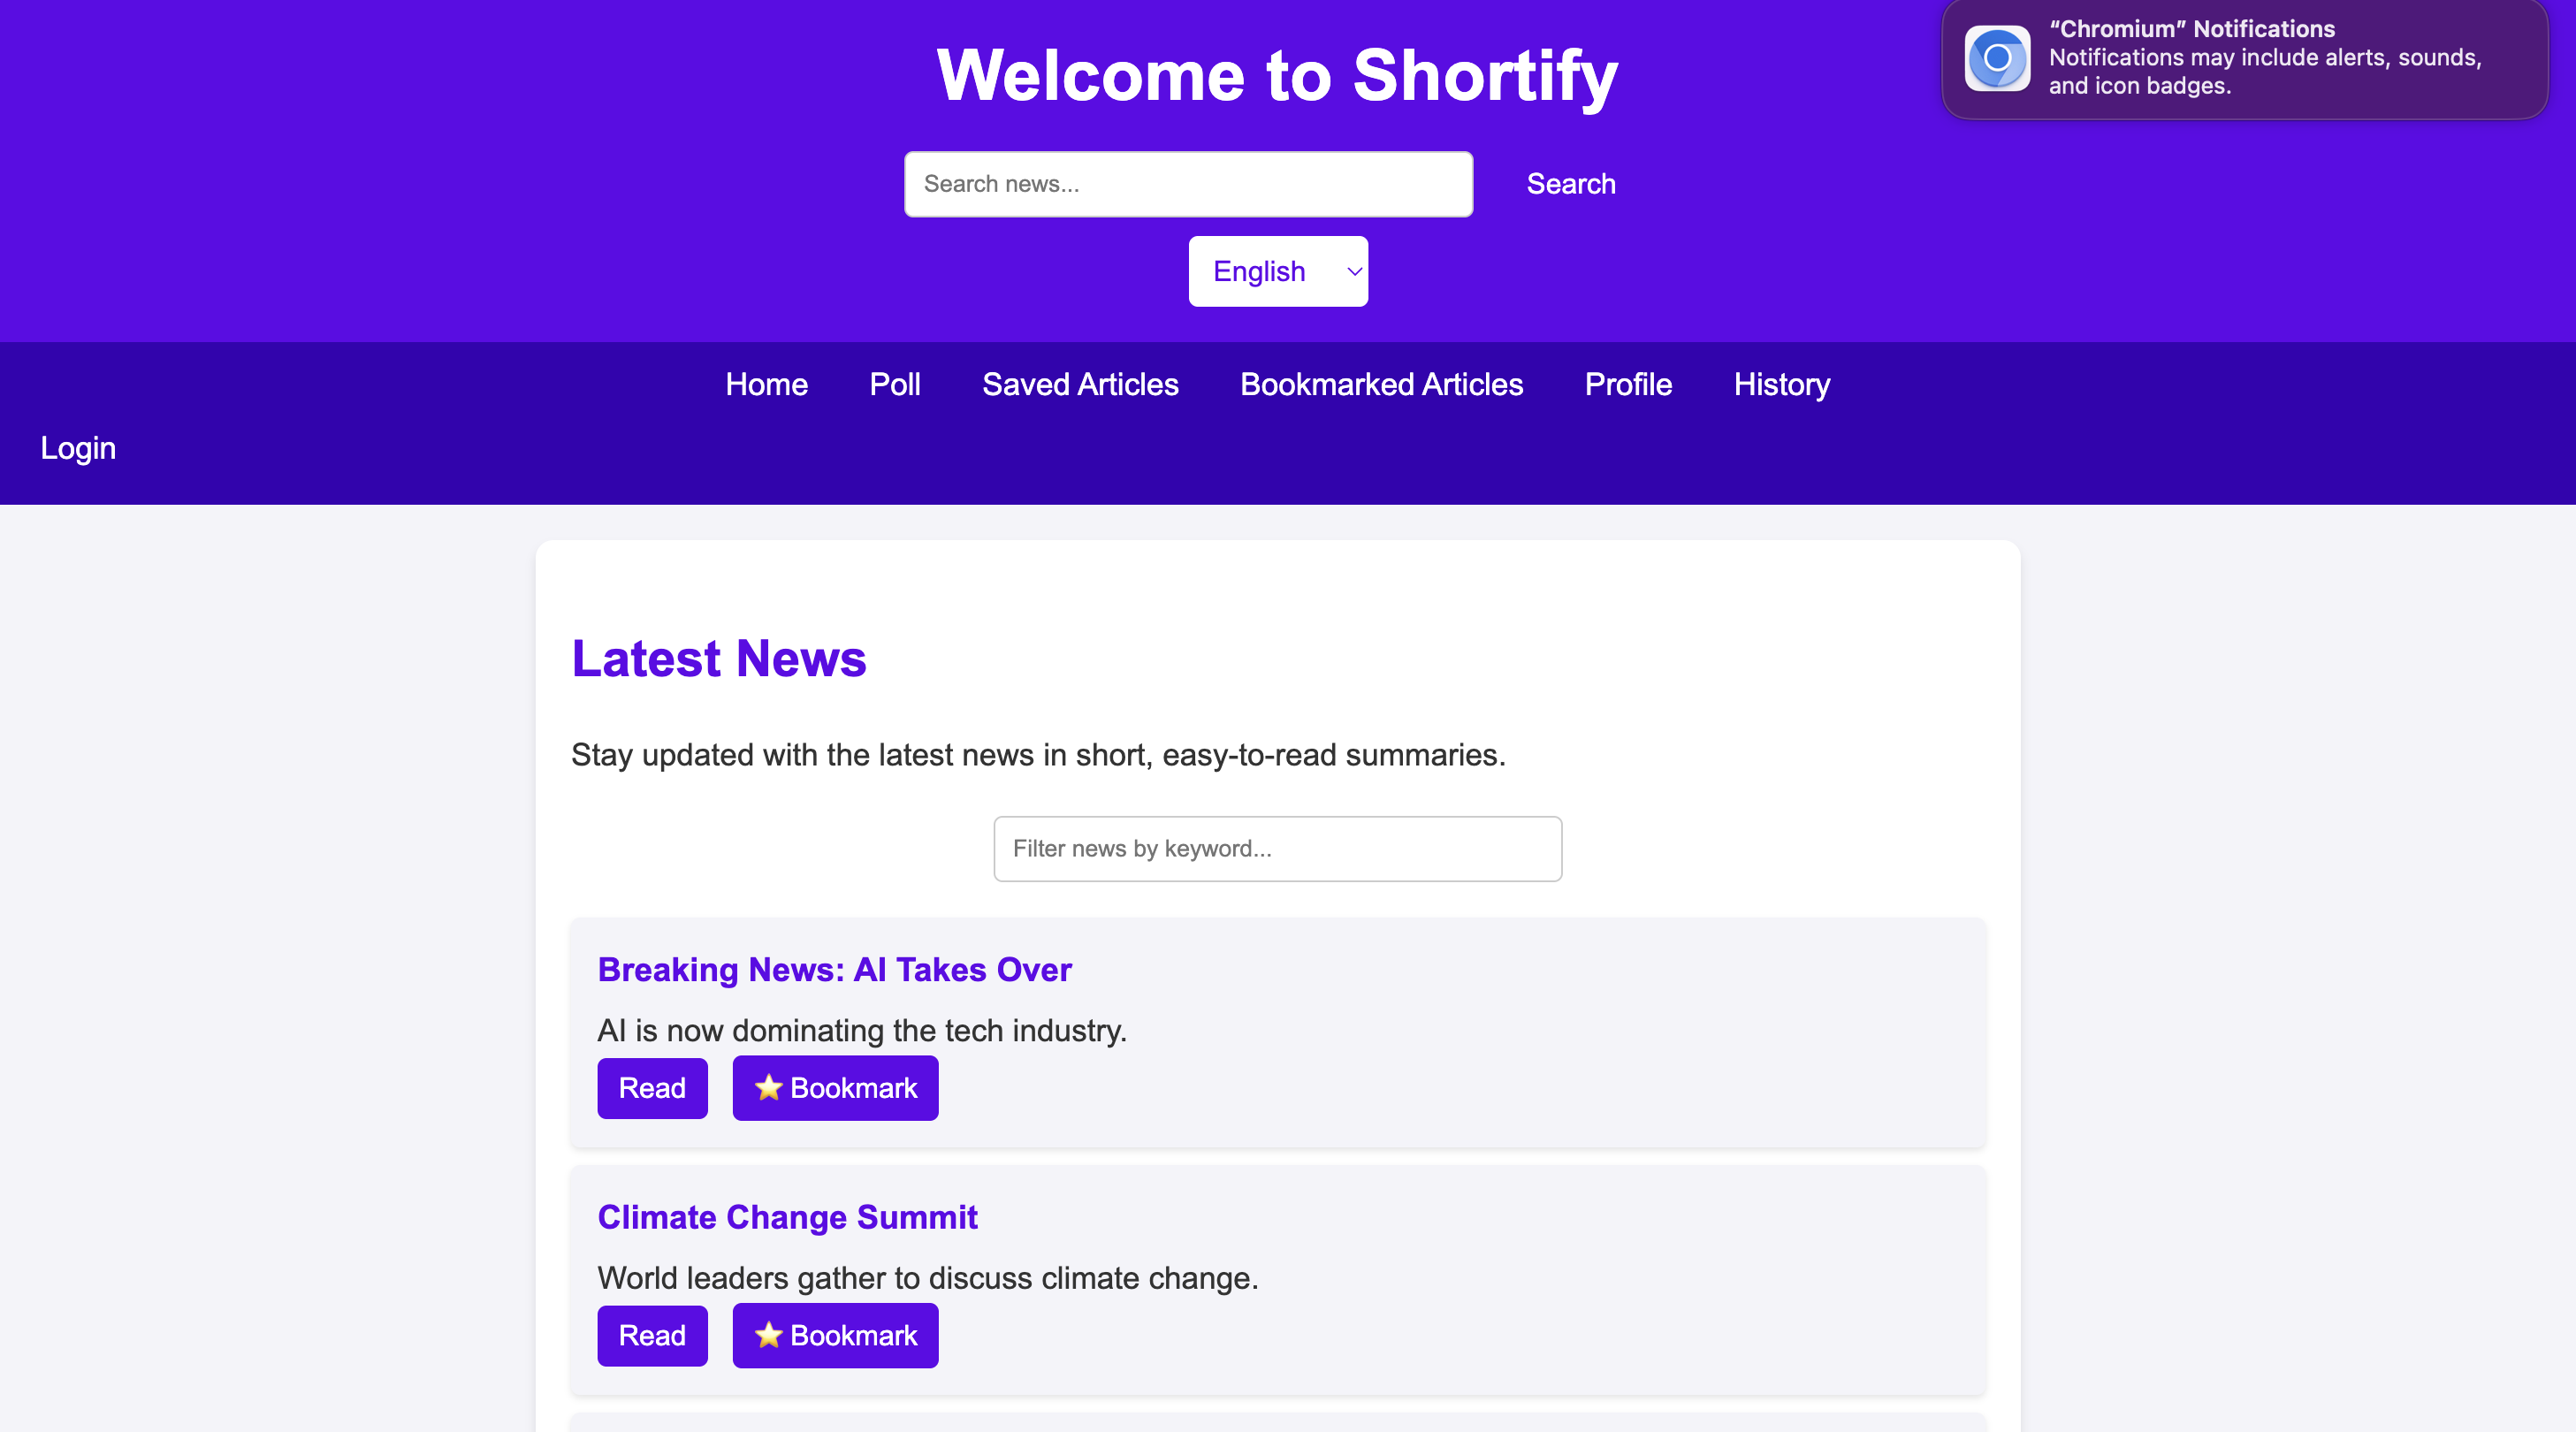 Welcome to Shortify
“Chromium” Notifications
Notifications may include alerts, sounds,
and icon badges.
Search news...
Search
English
Home Poll Saved Articles Bookmarked Articles Profile History
Login
Latest News
Stay updated with the latest news in short, easy-to-read summaries.
Filter news by keyword...
Breaking News: AI Takes Over
AI is now dominating the tech industry.
Read ⭐ Bookmark
Climate Change Summit
World leaders gather to discuss climate change.
Read ⭐ Bookmark